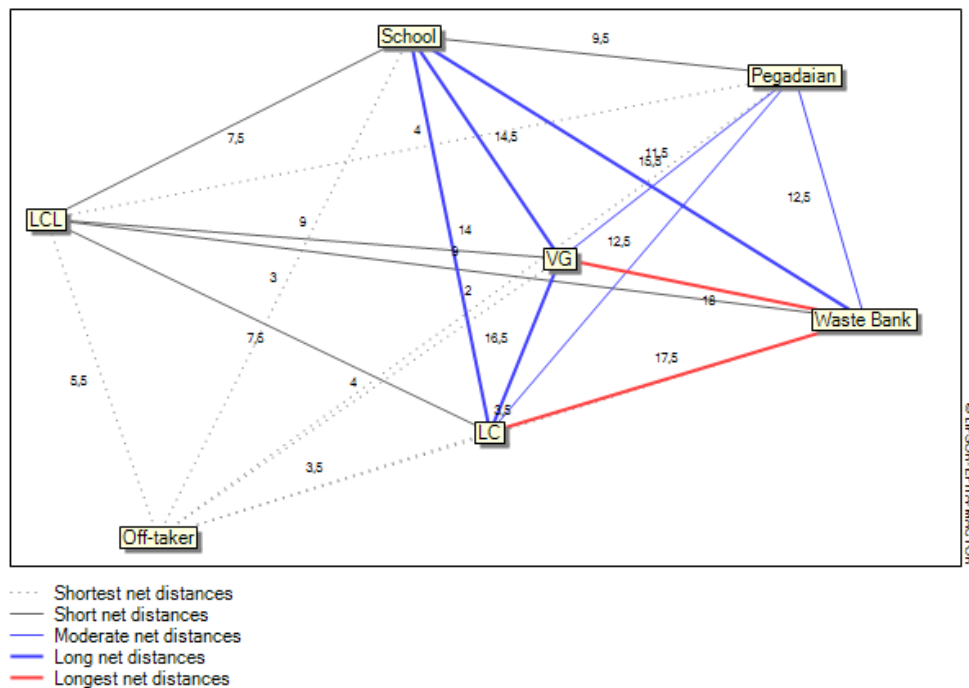 School
9,5
Pegadaian
7,5
4
14,5
11,5
15,5
12,5
LCL
9
14
12,5
9
VG
3
2
18
Waste Bank
7,5
16,5
17,5
5,5
4
3,5
LC
3,5
Off-taker
Shortest net distances
Short net distances
Moderate net distances
Long net distances
Longest net distances